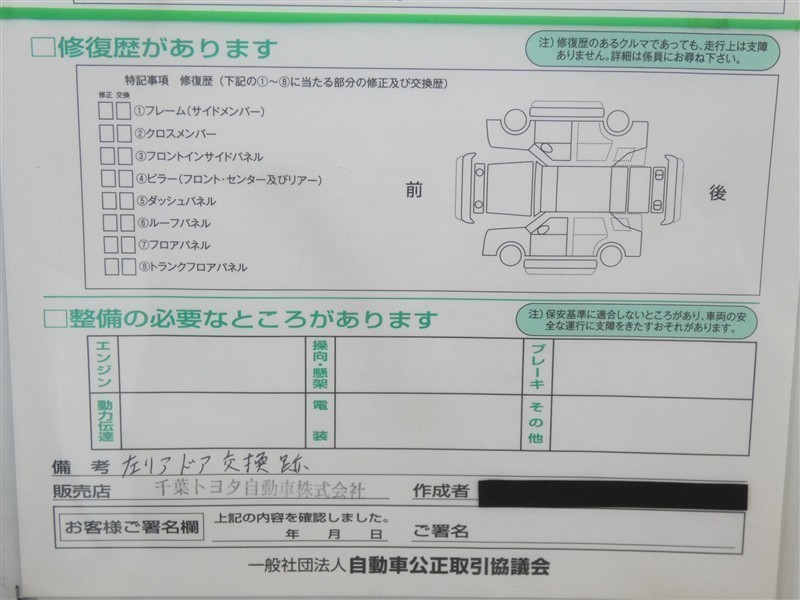 □修復歴があります
注) 修復歴のあるクルマであっても、走行上は支障
ありません。詳細は係員にお尋ね下さい。
特記事項 修復歴(下記の①～⑧に当たる部分の修正及び交換歴)
修正 交換
①フレーム(サイドメンバー)
②クロスメンバー
③フロントインサイドパネル
④ピラー(フロント・センター及びリアー)
⑤ダッシュパネル
⑥ルーフパネル
⑦フロアパネル
⑧トランクフロアパネル
前
後
□整備の必要なところがあります
注) 保安基準に適合しないところがあり、車両の安
全な運行に支障をきたすおそれがあります。
エンジン
操向・懸架
ブレーキ
動力伝達
電装
その他
備考 左リアドア交換跡
販売店 千葉トヨタ自動車株式会社 作成者
お客様ご署名欄
上記の内容を確認しました。
年 月 日
ご署名
一般社団法人 自動車公正取引協議会